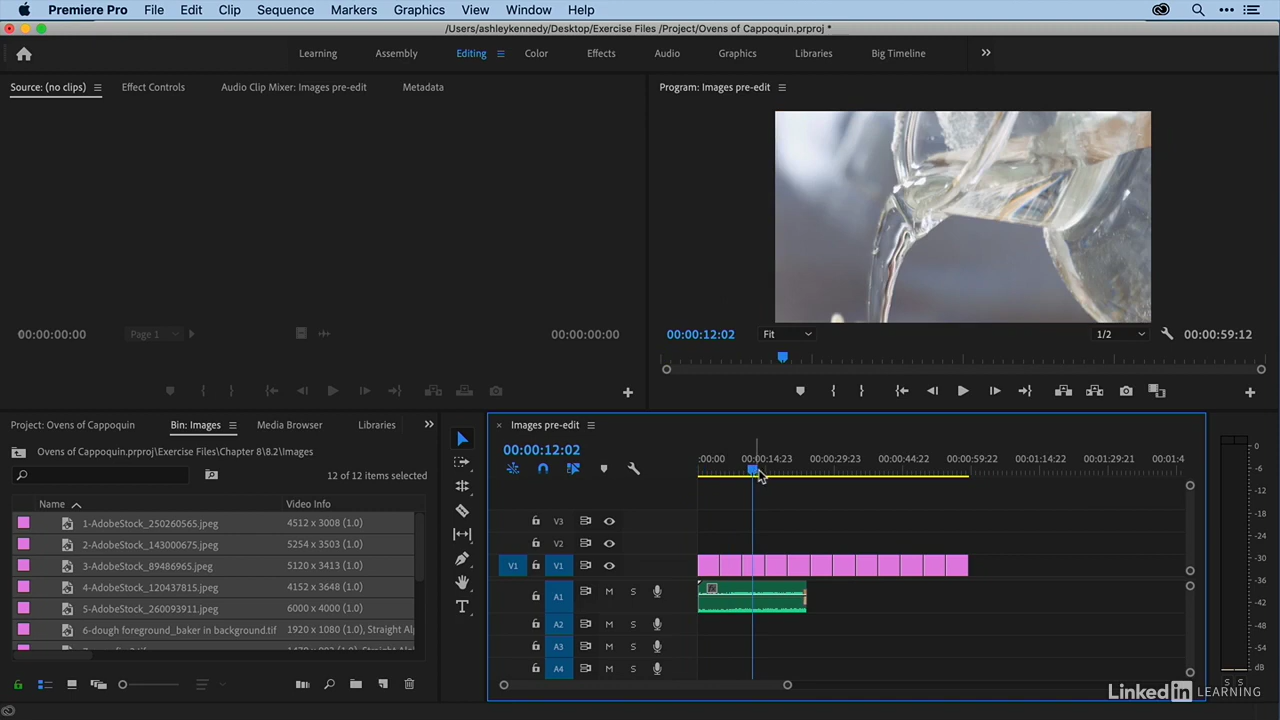 Premiere Pro File Edit Clip Sequence Markers Graphics View Window Help
/Users/ashleykennedy/Desktop/Exercise Files /Project/Ovens of Cappoquin.prproj *
Learning Assembly Editing Color Effects Audio Graphics Libraries Big Timeline
Source: (no clips) Effect Controls Audio Clip Mixer: Images pre-edit Metadata
Program: Images pre-edit
00:00:00:00 Page 1 00:00:00:00
00:00:12:02 Fit 1/2 00:00:59:12
Project: Ovens of Cappoquin Bin: Images Media Browser Libraries
Ovens of Cappoquin.prproj\Exercise Files\Chapter 8\8.2\Images
12 of 12 items selected
Name Video Info
1-AdobeStock_250260565.jpeg 4512 x 3008 (1.0)
2-AdobeStock_143000675.jpeg 5254 x 3503 (1.0)
3-AdobeStock_89486965.jpeg 5120 x 3413 (1.0)
4-AdobeStock_120437815.jpeg 5120 x 3413 (1.0)
5-AdobeStock_260093911.jpeg 6000 x 4000 (1.0)
6-dough foreground_baker in background.tif 1920 x 1080 (1.0), Straight Al
Images pre-edit
00:00:12:02
:00:00 00:00:14:23 00:00:29:23 00:00:44:22 00:00:59:22 00:01:14:22 00:01:29:21 00:01:4
V3
V2
V1 V1
A1 M S
A2 M S
A3 M S
A4 M S
0
-6
-12
-18
-24
-30
-36
-42
-48
-54
dB
S S
LinkedIn LEARNING